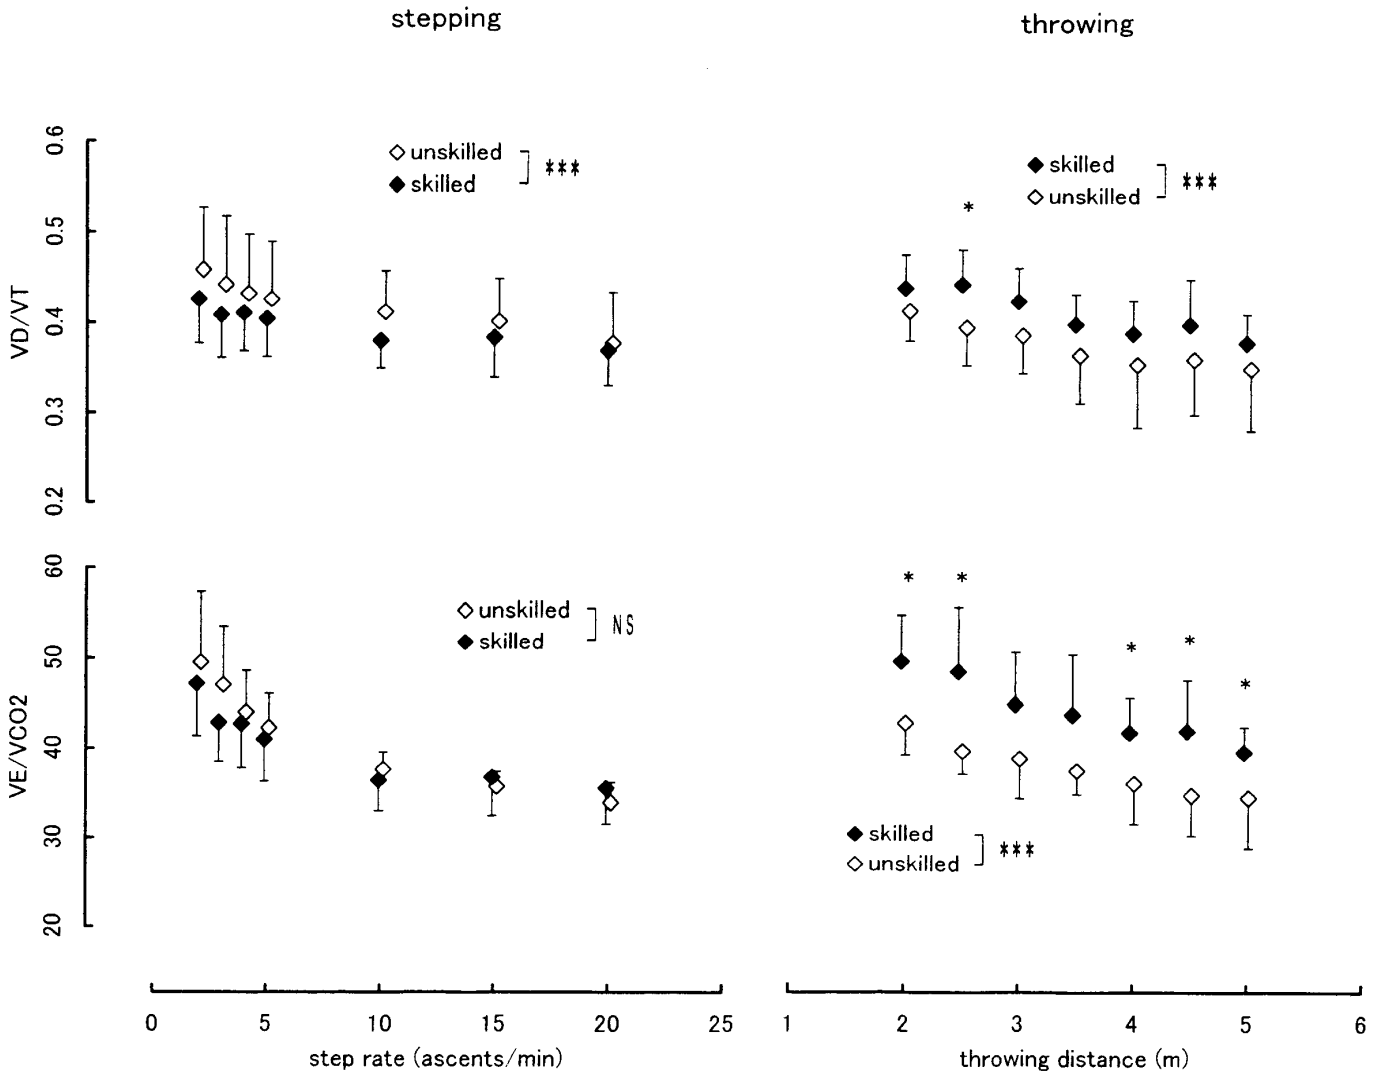 stepping
throwing
VD/VT
0.6
0.5
0.4
0.3
0.2
unskilled
skilled
***
skilled
unskilled
***
*
VE/VCO2
60
50
40
30
20
unskilled
skilled
NS
* * * * *
skilled
unskilled
***
0 5 10 15 20 25
step rate (ascents/min)
1 2 3 4 5 6
throwing distance (m)